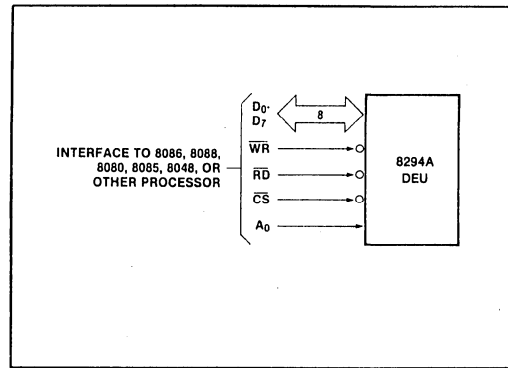 D0-
D7
8
WR
INTERFACE TO 8086, 8088,
8080, 8085, 8048, OR
OTHER PROCESSOR
RD
CS
A0
8294A
DEU